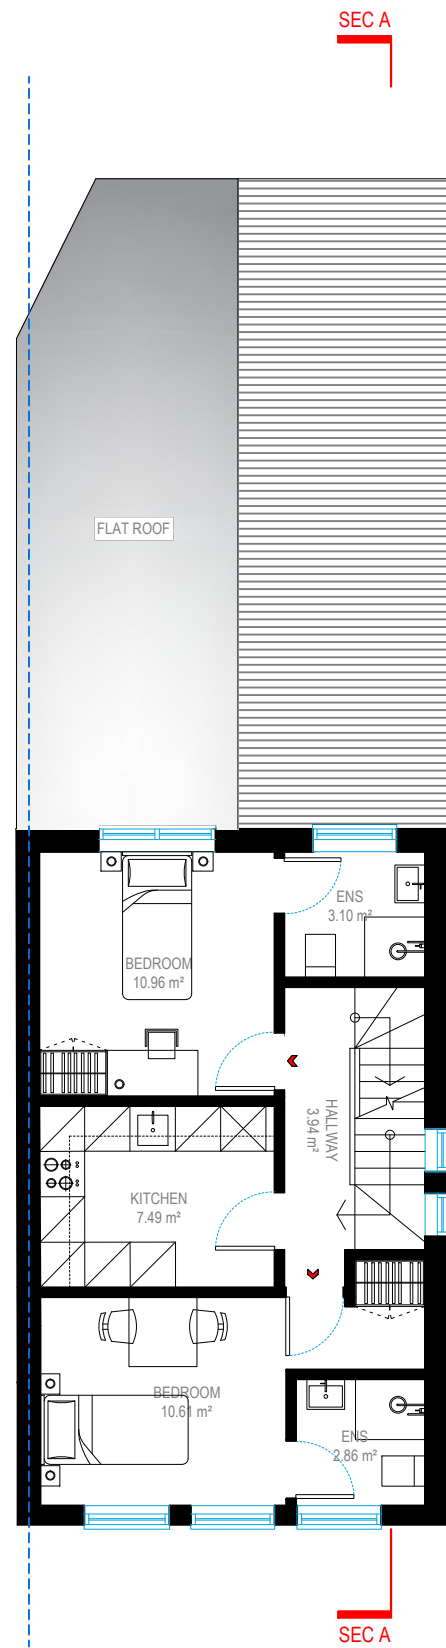 SEC A
FLAT ROOF
ENS
3.10 m²
BEDROOM
10.96 m²
HALLWAY
3.94 m²
KITCHEN
7.49 m²
BEDROOM
10.61 m²
ENS
2.86 m²
SEC A